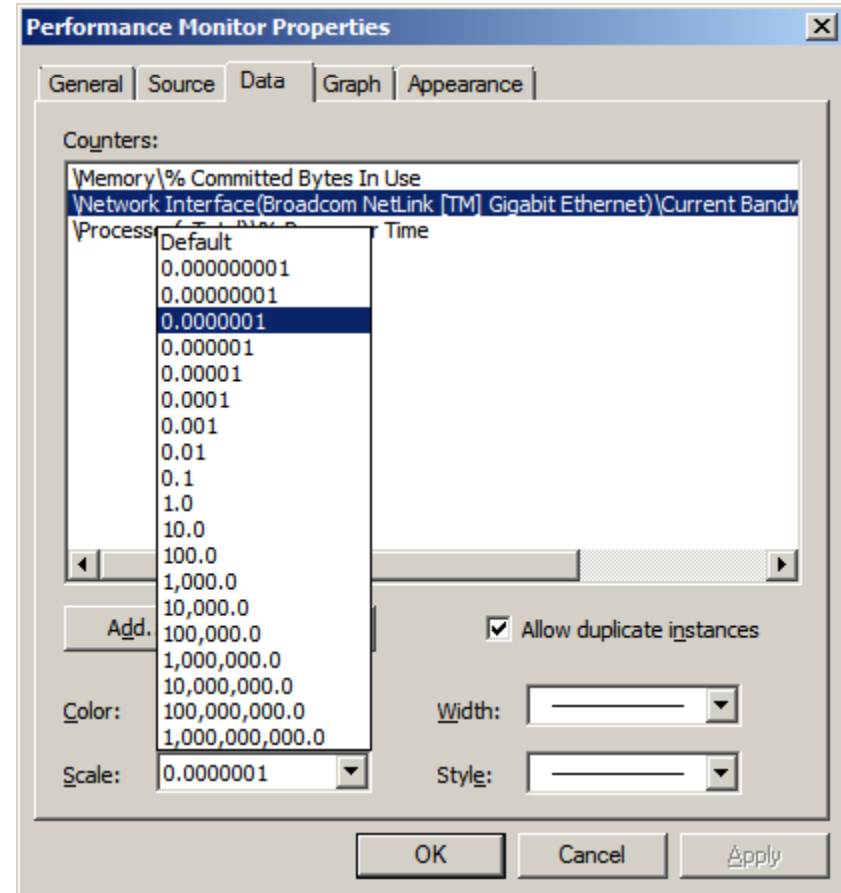 Performance Monitor Properties
General Source Data Graph Appearance
Counters:
\Memory\% Committed Bytes In Use
\Network Interface(Broadcom NetLink [TM] Gigabit Ethernet)\Current Bandw
\Process Time
Default
0.000000001
0.00000001
0.0000001
0.000001
0.00001
0.0001
0.001
0.01
0.1
1.0
10.0
100.0
1,000.0
10,000.0
100,000.0
1,000,000.0
10,000,000.0
100,000,000.0
1,000,000,000.0
Add. Allow duplicate instances
Color: Width:
Scale: 0.0000001 Style:
OK Cancel Apply